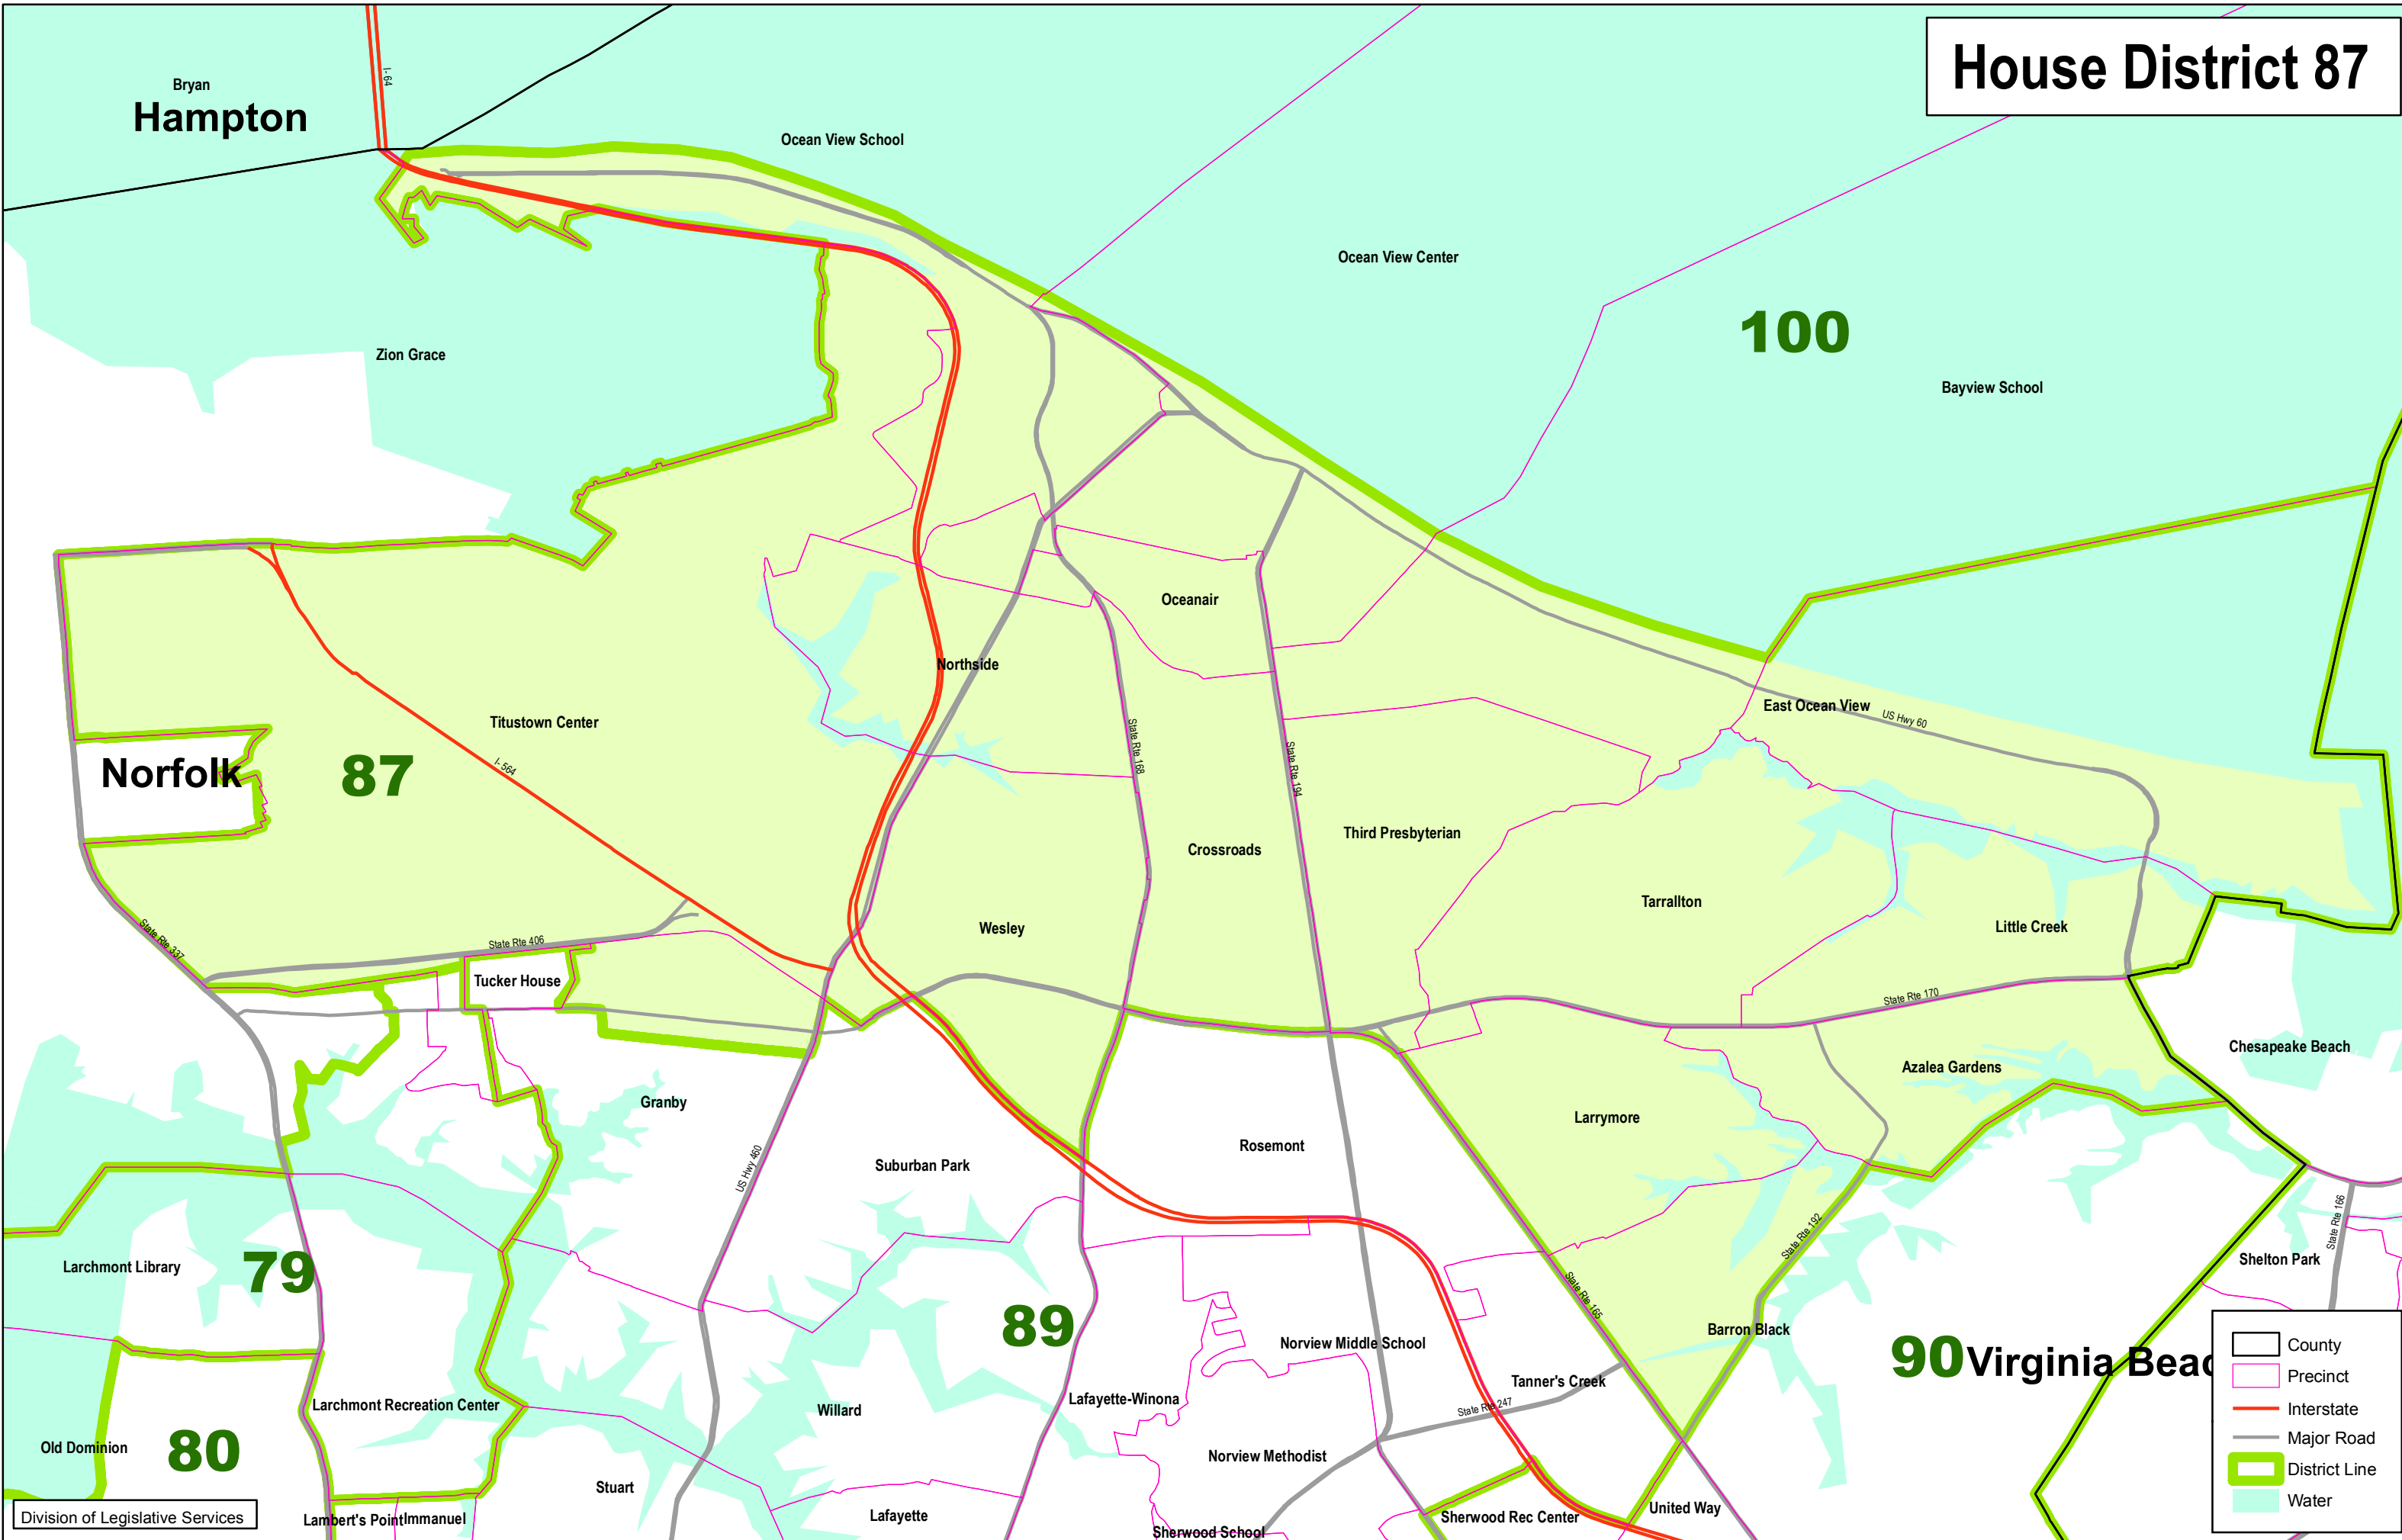 House District 87
I- 64
Bryan
Hampton
Ocean View School
Ocean View Center
100
Zion Grace
Bayview School
Oceanair
Northside
East Ocean View
US Hwy 60
Titustown Center
State Rte 168
State Rte 194
Norfolk
87
I- 564
Third Presbyterian
Crossroads
Tarrallton
Wesley
Little Creek
State Rte 337
State Rte 406
Tucker House
State Rte 170
Chesapeake Beach
Azalea Gardens
Granby
Larrymore
Rosemont
Suburban Park
US Hwy 460
State Rte 192
State Rte 166
Larchmont Library
79
Shelton Park
State Rte 165
89
Barron Black
Norview Middle School
90
Virginia Beac
County
Precinct
Interstate
Major Road
District Line
Water
Tanner's Creek
Lafayette-Winona
Larchmont Recreation Center
Willard
State Rte 247
Old Dominion
80
Norview Methodist
Stuart
United Way
Division of Legislative Services
Lambert's Point
Immanuel
Lafayette
Sherwood School
Sherwood Rec Center